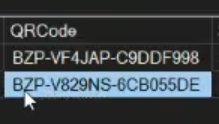 QRCode
BZP-VF4JAP-C9DDF998
BZP-V829NS-6CB055DE